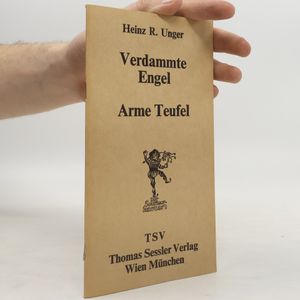 Heinz R. Unger
Verdammte
Engel
Arme Teufel
TSV
Thomas Sessler Verlag
Wien München